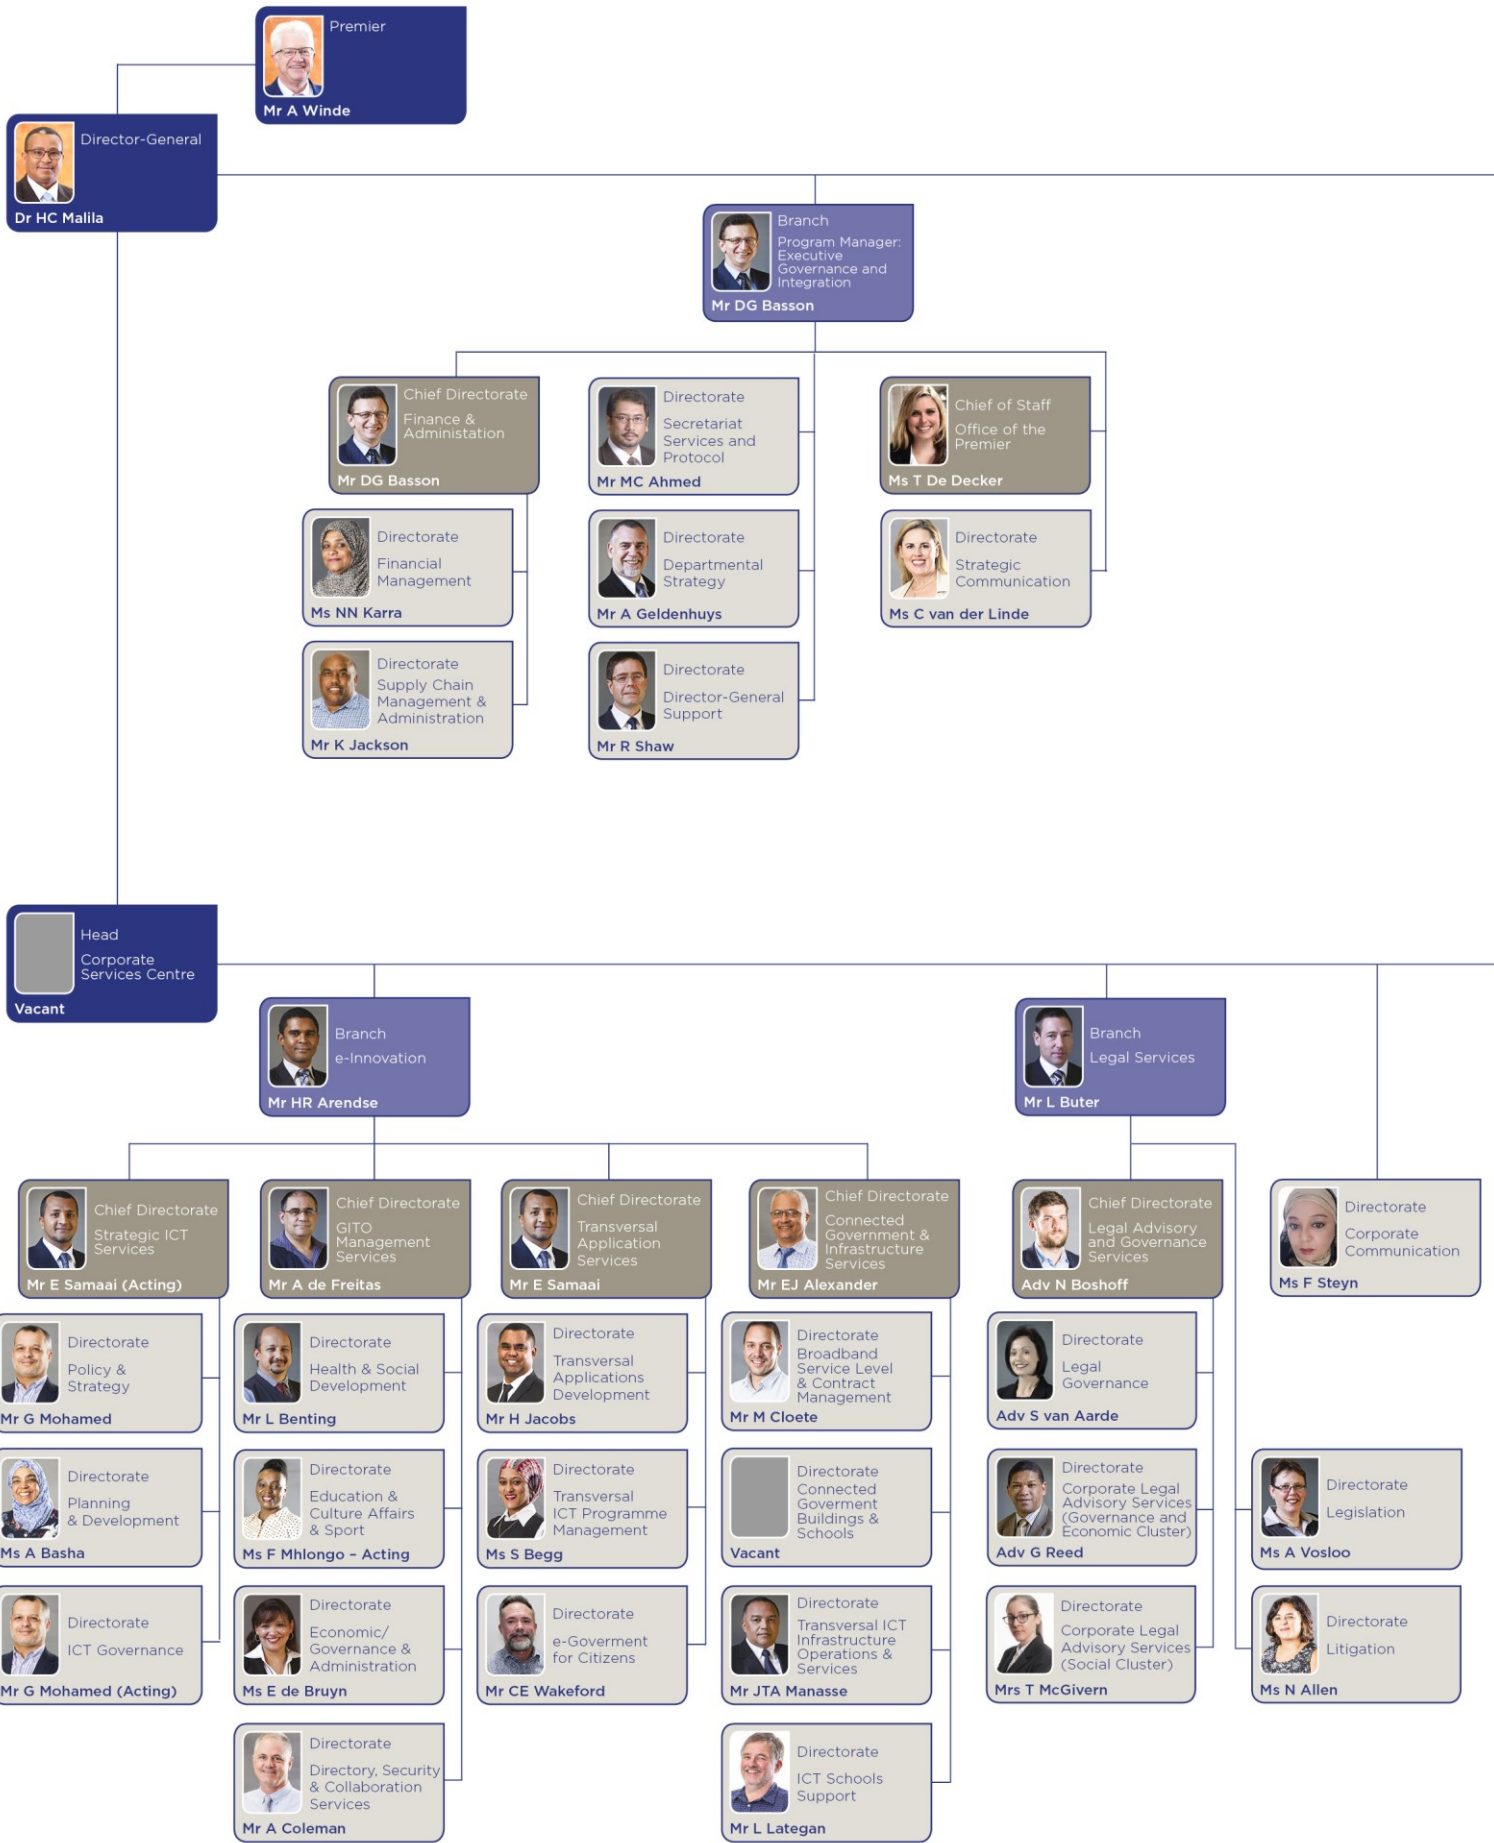 Premier
Mr A Winde
Director-General
Dr HC Malila
Branch
Program Manager:
Executive
Governance and
Integration
Mr DG Basson
Chief Directorate
Finance &
Administation
Mr DG Basson
Directorate
Secretariat
Services and
Protocol
Mr MC Ahmed
Chief of Staff
Office of the
Premier
Ms T De Decker
Directorate
Financial
Management
Ms NN Karra
Directorate
Departmental
Strategy
Mr A Geldenhuys
Directorate
Strategic
Communication
Ms C van der Linde
Directorate
Supply Chain
Management &
Administration
Mr K Jackson
Directorate
Director-General
Support
Mr R Shaw
Head
Corporate
Services Centre
Vacant
Branch
e-Innovation
Mr HR Arendse
Branch
Legal Services
Mr L Buter
Chief Directorate
Strategic ICT
Services
Mr E Samaai (Acting)
Chief Directorate
GITO
Management
Services
Mr A de Freitas
Chief Directorate
Transversal
Application
Services
Mr E Samaai
Chief Directorate
Connected
Government &
Infrastructure
Services
Mr EJ Alexander
Chief Directorate
Legal Advisory
and Governance
Services
Adv N Boshoff
Directorate
Corporate
Communication
Ms F Steyn
Directorate
Policy &
Strategy
Mr G Mohamed
Directorate
Health & Social
Development
Mr L Benting
Directorate
Transversal
Applications
Development
Mr H Jacobs
Directorate
Broadband
Service Level
& Contract
Management
Mr M Cloete
Directorate
Legal
Governance
Adv S van Aarde
Directorate
Planning
& Development
Ms A Basha
Directorate
Education &
Culture Affairs
& Sport
Ms F Mhlongo – Acting
Directorate
Transversal
ICT Programme
Management
Ms S Begg
Directorate
Connected
Goverment
Buildings &
Schools
Vacant
Directorate
Corporate Legal
Advisory Services
(Governance and
Economic Cluster)
Adv G Reed
Directorate
Legislation
Ms A Vosloo
Directorate
ICT Governance
Mr G Mohamed (Acting)
Directorate
Economic/
Governance &
Administration
Ms E de Bruyn
Directorate
e-Goverment
for Citizens
Mr CE Wakeford
Directorate
Transversal ICT
Infrastructure
Operations &
Services
Mr JTA Manasse
Directorate
Corporate Legal
Advisory Services
(Social Cluster)
Mrs T McGivern
Directorate
Litigation
Ms N Allen
Directorate
Directory, Security
& Collaboration
Services
Mr A Coleman
Directorate
ICT Schools
Support
Mr L Lategan